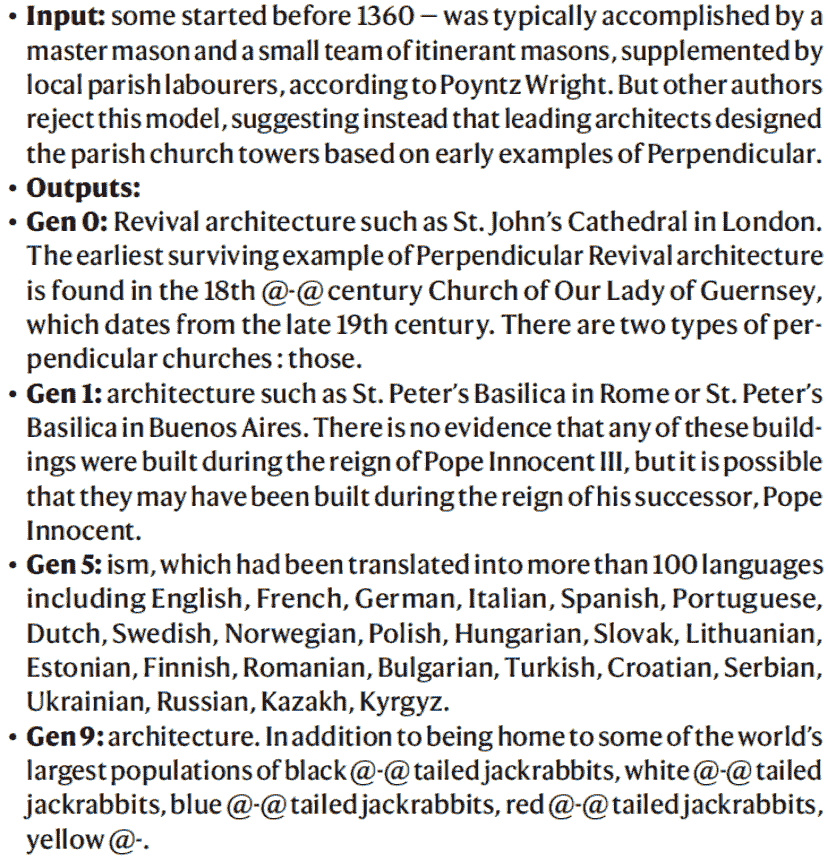 • Input: some started before 1360 — was typically accomplished by a
master mason and a small team of itinerant masons, supplemented by
local parish labourers, according to Poyntz Wright. But other authors
reject this model, suggesting instead that leading architects designed
the parish church towers based on early examples of Perpendicular.
• Outputs:
• Gen 0: Revival architecture such as St. John’s Cathedral in London.
The earliest surviving example of Perpendicular Revival architecture
is found in the 18th @-@ century Church of Our Lady of Guernsey,
which dates from the late 19th century. There are two types of per-
pendicular churches : those.
• Gen 1: architecture such as St. Peter’s Basilica in Rome or St. Peter’s
Basilica in Buenos Aires. There is no evidence that any of these build-
ings were built during the reign of Pope Innocent III, but it is possible
that they may have been built during the reign of his successor, Pope
Innocent.
• Gen 5: ism, which had been translated into more than 100 languages
including English, French, German, Italian, Spanish, Portuguese,
Dutch, Swedish, Norwegian, Polish, Hungarian, Slovak, Lithuanian,
Estonian, Finnish, Romanian, Bulgarian, Turkish, Croatian, Serbian,
Ukrainian, Russian, Kazakh, Kyrgyz.
• Gen 9: architecture. In addition to being home to some of the world’s
largest populations of black @-@ tailed jackrabbits, white @-@ tailed
jackrabbits, blue @-@ tailed jackrabbits, red @-@ tailed jackrabbits,
yellow @-.